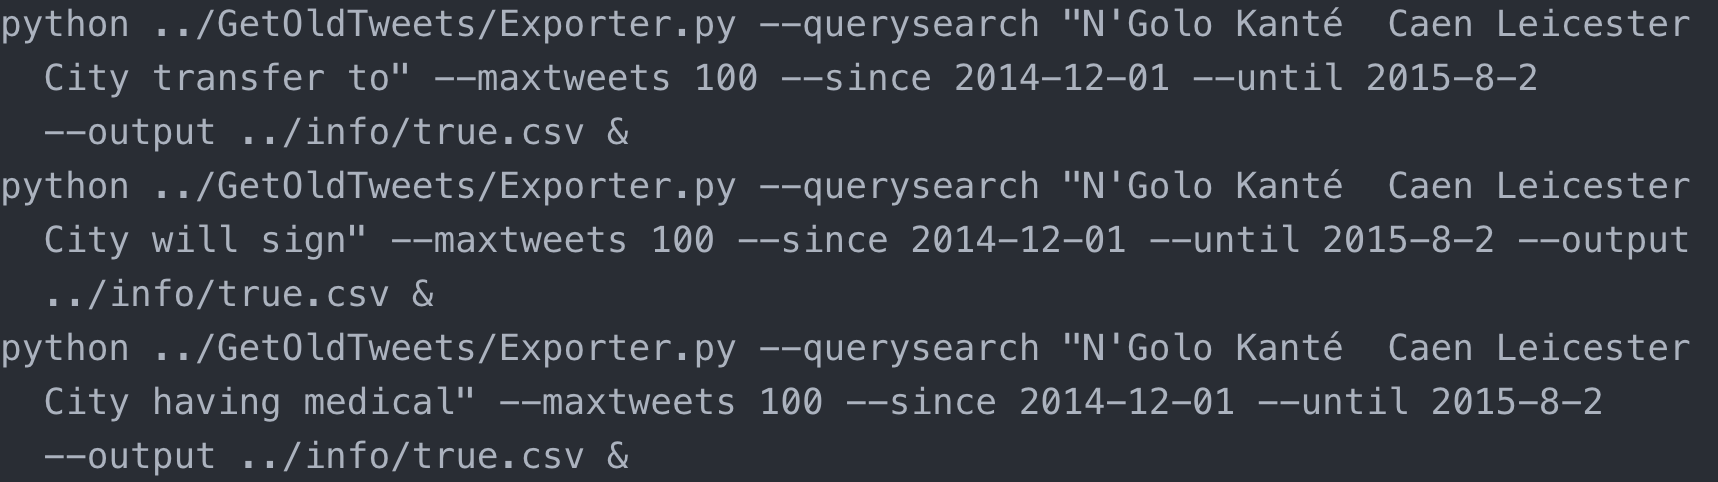 python ../GetOldTweets/Exporter.py --querysearch "N'Golo Kanté  Caen Leicester
City transfer to" --maxtweets 100 --since 2014-12-01 --until 2015-8-2
--output ../info/true.csv &
python ../GetOldTweets/Exporter.py --querysearch "N'Golo Kanté  Caen Leicester
City will sign" --maxtweets 100 --since 2014-12-01 --until 2015-8-2 --output
../info/true.csv &
python ../GetOldTweets/Exporter.py --querysearch "N'Golo Kanté  Caen Leicester
City having medical" --maxtweets 100 --since 2014-12-01 --until 2015-8-2
--output ../info/true.csv &